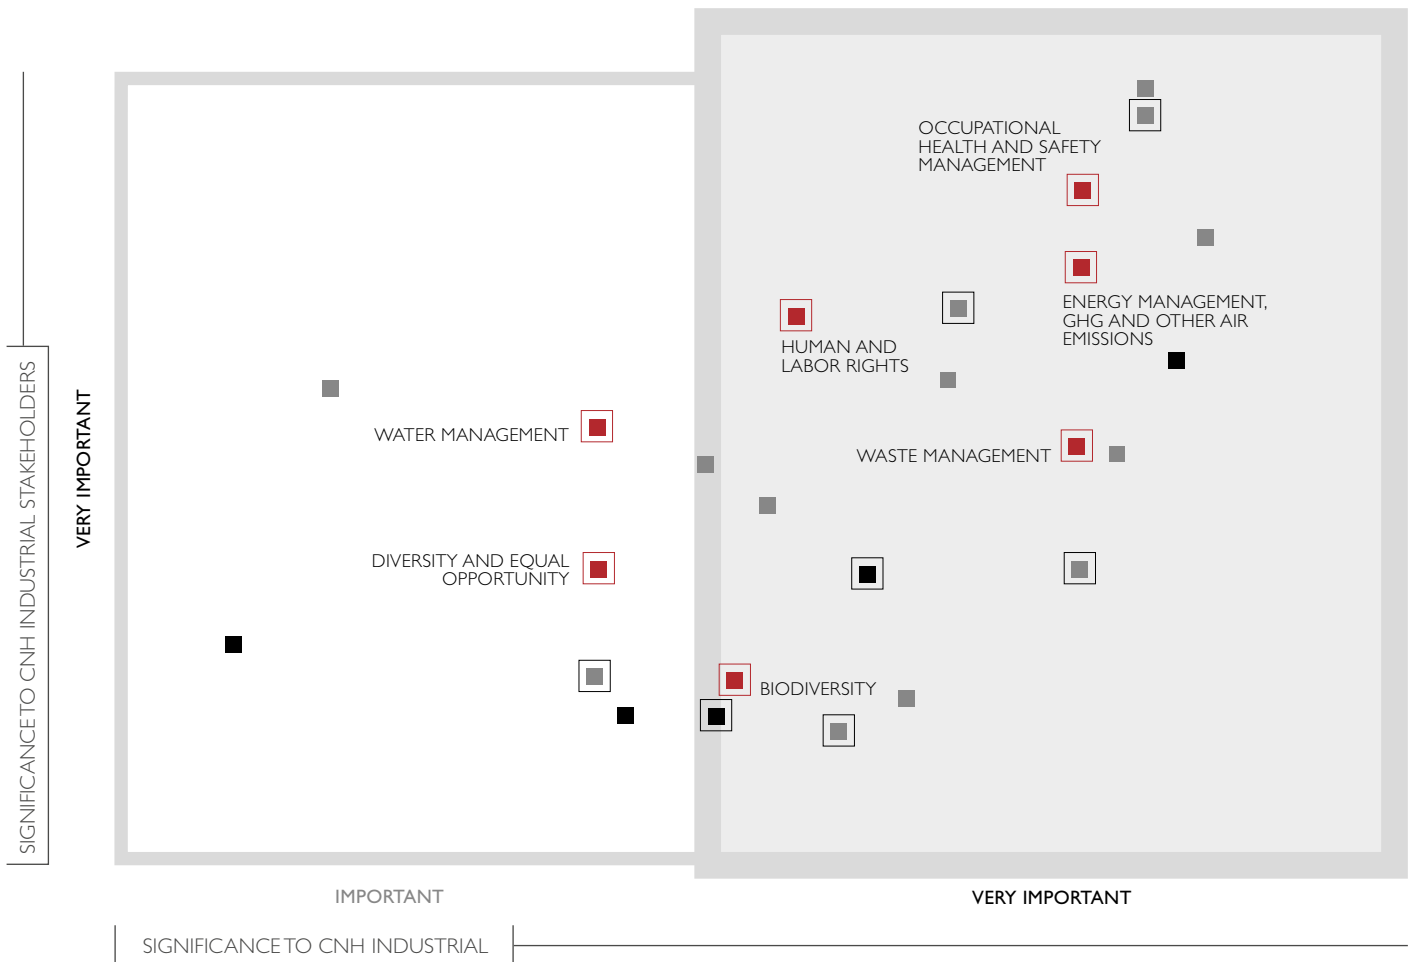 OCCUPATIONAL
HEALTH AND SAFETY
MANAGEMENT
ENERGY MANAGEMENT,
GHG AND OTHER AIR
EMISSIONS
HUMAN AND
LABOR RIGHTS
WATER MANAGEMENT
WASTE MANAGEMENT
DIVERSITY AND EQUAL
OPPORTUNITY
BIODIVERSITY
SIGNIFICANCE TO CNH INDUSTRIAL STAKEHOLDERS
VERY IMPORTANT
IMPORTANT
VERY IMPORTANT
SIGNIFICANCE TO CNH INDUSTRIAL